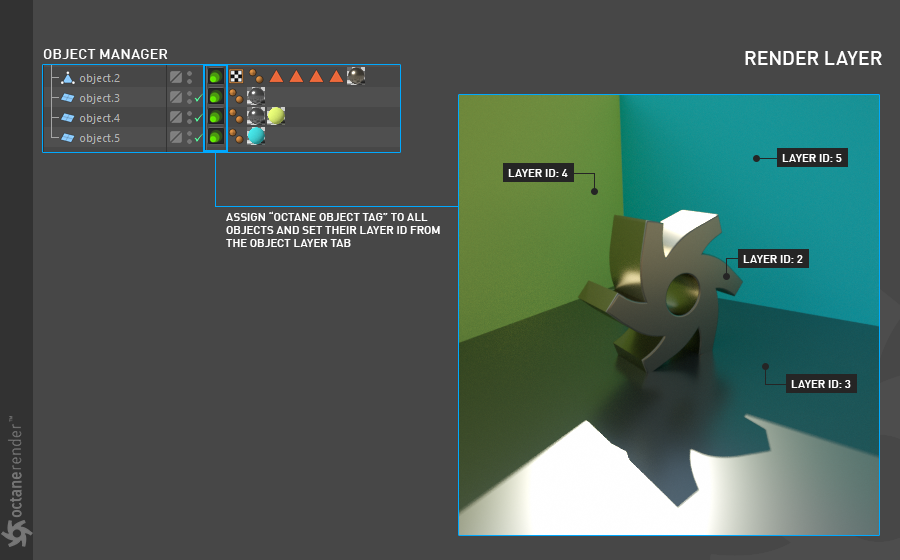 OBJECT MANAGER
object.2
object.3
object.4
object.5
ASSIGN “OCTANE OBJECT TAG” TO ALL
OBJECTS AND SET THEIR LAYER ID FROM
THE OBJECT LAYER TAB
RENDER LAYER
LAYER ID: 5
LAYER ID: 4
LAYER ID: 2
LAYER ID: 3
octanerender™